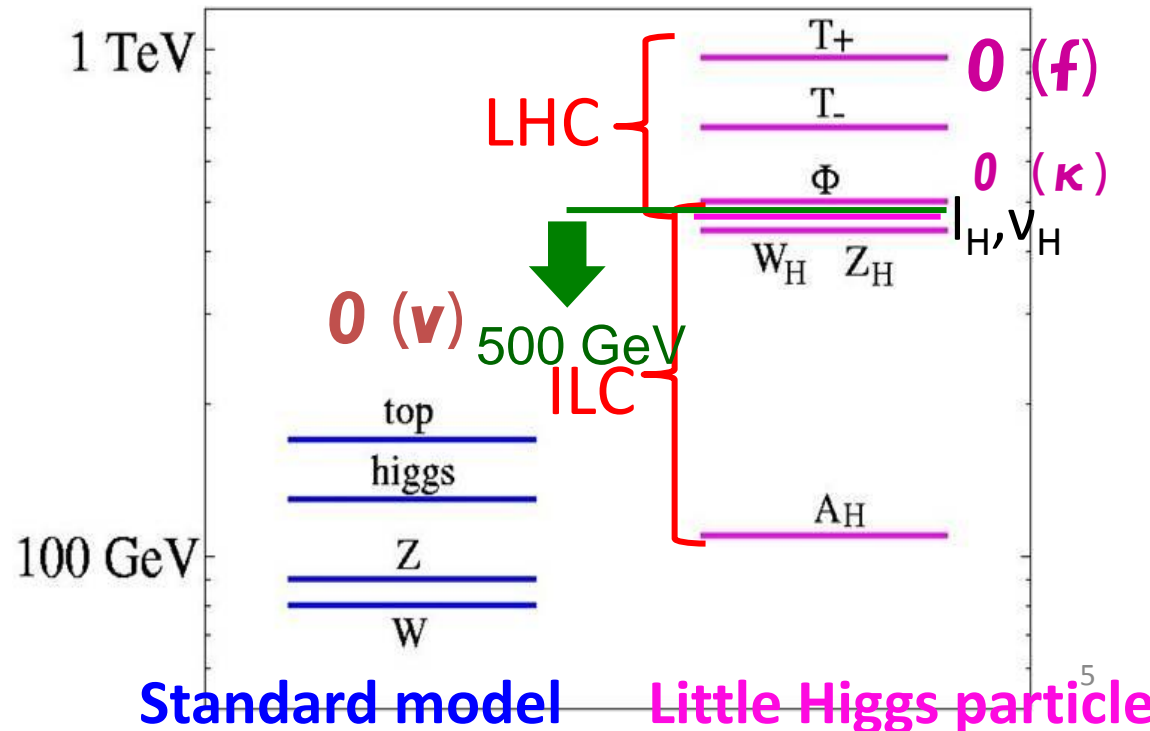 1 TeV
T+
O (f)
LHC
T-
Φ
O (κ)
lH,νH
WH ZH
O (v)
500 GeV
ILC
top
higgs
AH
100 GeV
Z
W
5
Standard model
Little Higgs particle